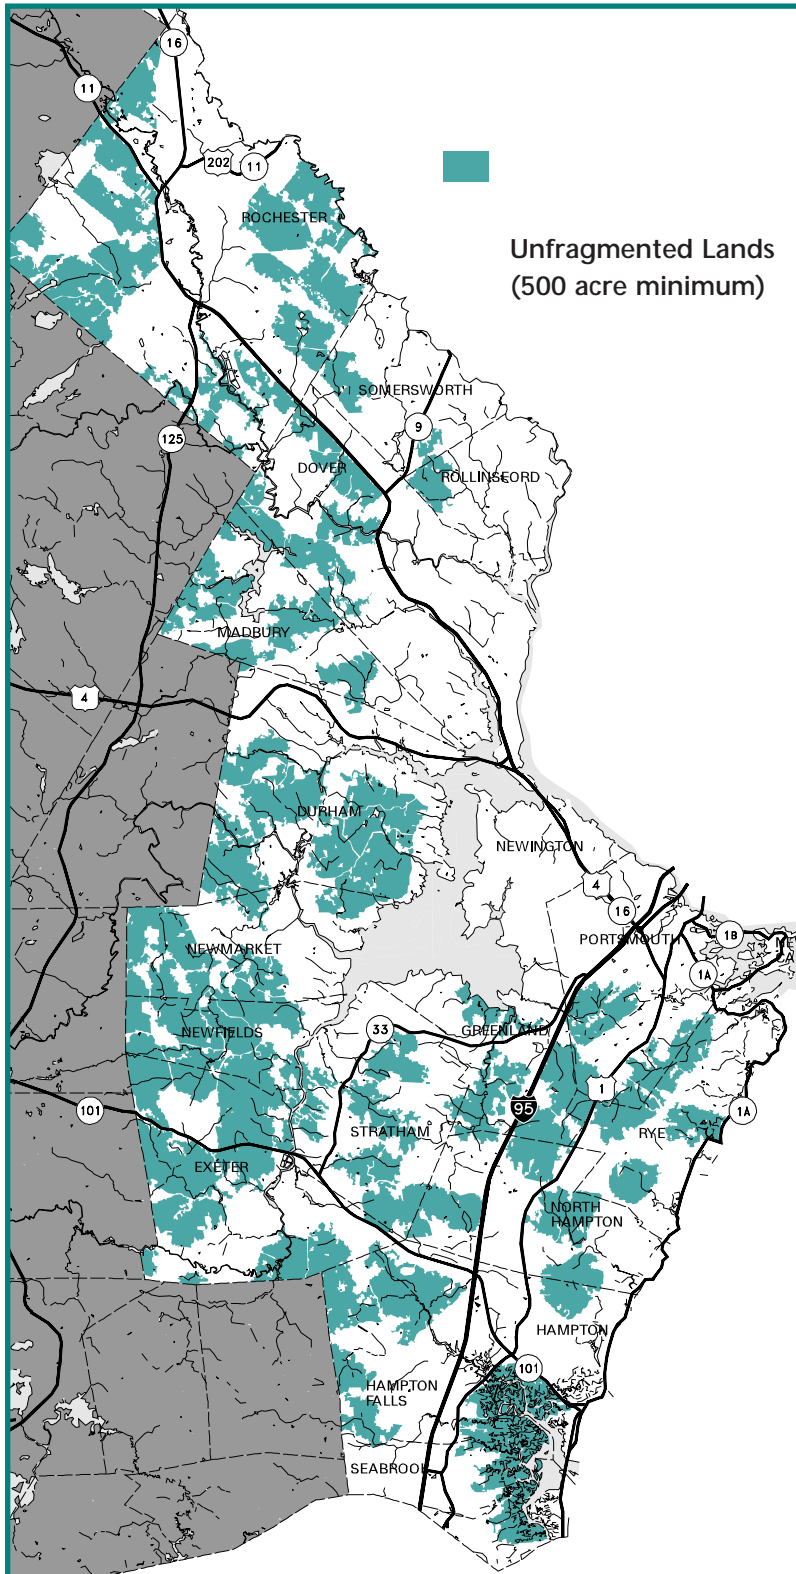 16
11
202
11
ROCHESTER
Unfragmented Lands
(500 acre minimum)
SOMERSWORTH
9
125
DOVER
ROLLINSFORD
MADBURY
4
DURHAM
NEWINGTON
4
16
PORTSMOUTH
1B
NEWMARKET
1A
33
GREENLAND
NEWFIELDS
1
95
101
1A
STRATHAM
RYE
EXETER
NORTH
HAMPTON
HAMPTON
101
HAMPTON
FALLS
SEABROOK